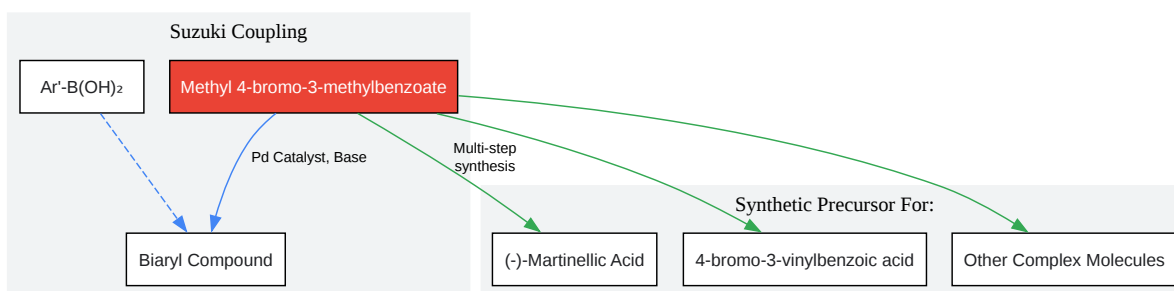 Suzuki Coupling
Ar'-B(OH)₂
Methyl 4-bromo-3-methylbenzoate
Pd Catalyst, Base
Multi-step
synthesis
Synthetic Precursor For:
Biaryl Compound
(-)-Martinellic Acid
4-bromo-3-vinylbenzoic acid
Other Complex Molecules